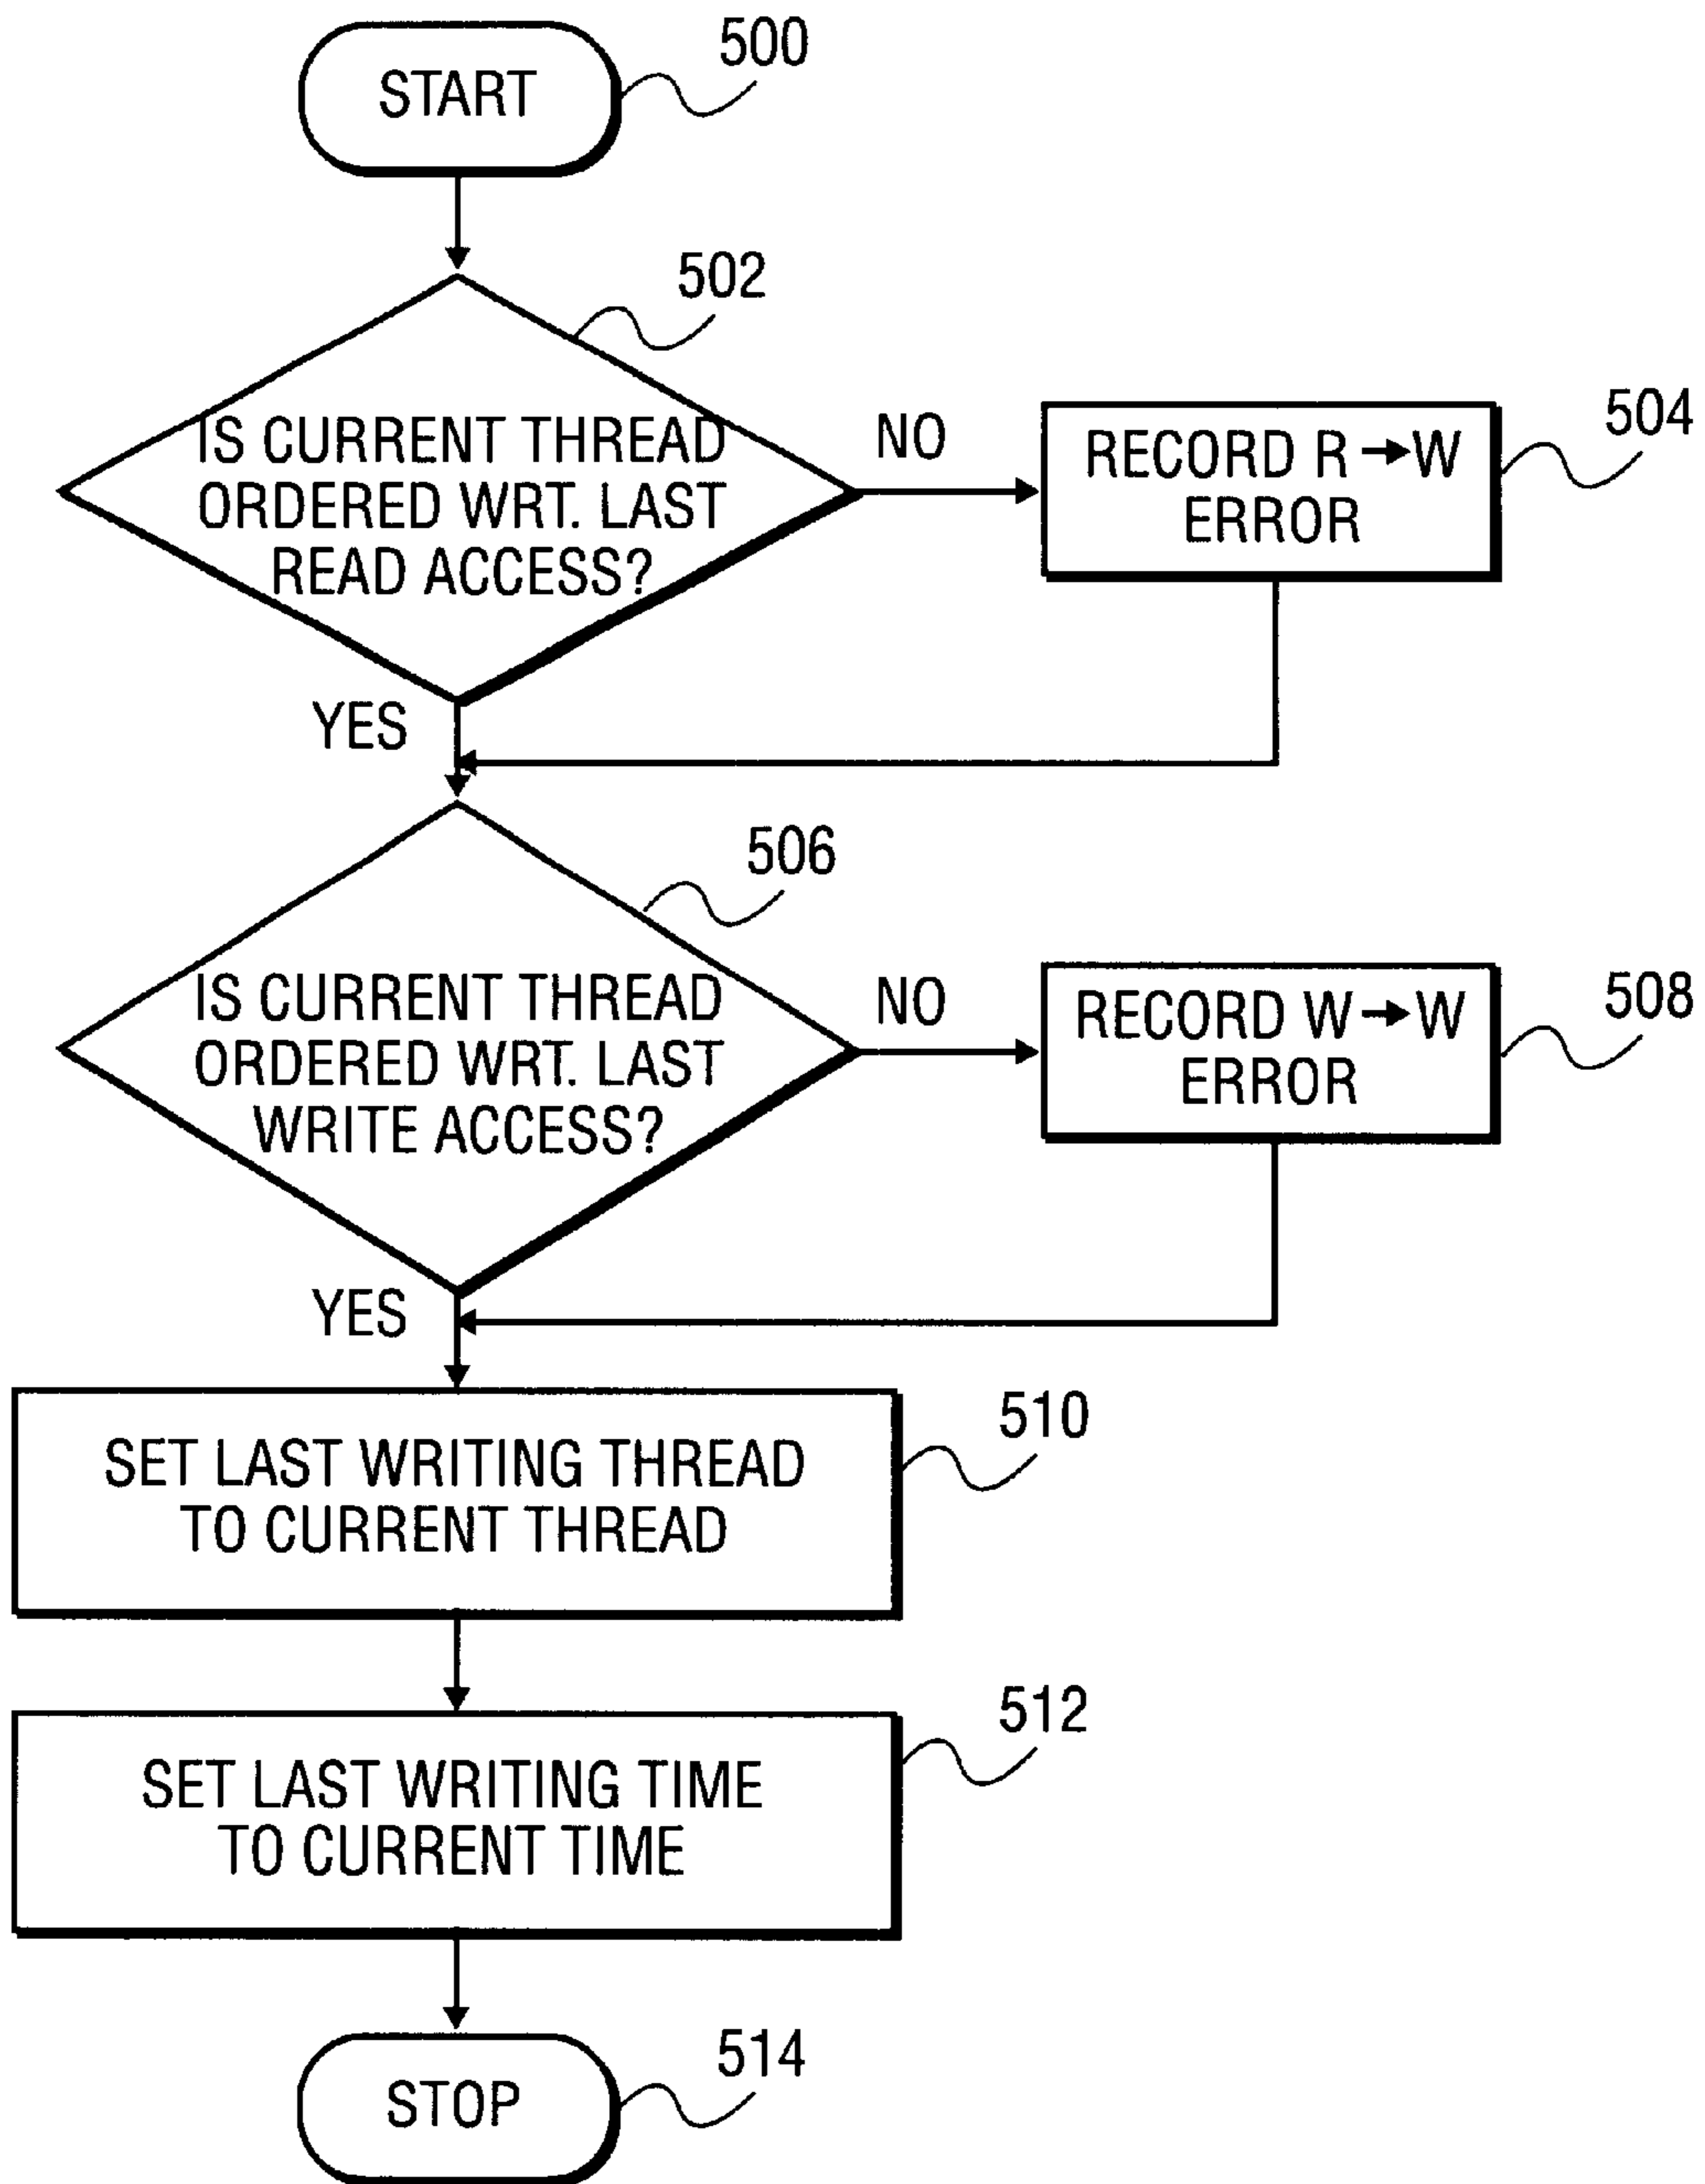 START
500
502
IS CURRENT THREAD
ORDERED WRT. LAST
READ ACCESS?
NO
RECORD R → W
ERROR
504
YES
506
IS CURRENT THREAD
ORDERED WRT. LAST
WRITE ACCESS?
NO
RECORD W → W
ERROR
508
YES
SET LAST WRITING THREAD
TO CURRENT THREAD
510
SET LAST WRITING TIME
TO CURRENT TIME
512
STOP
514